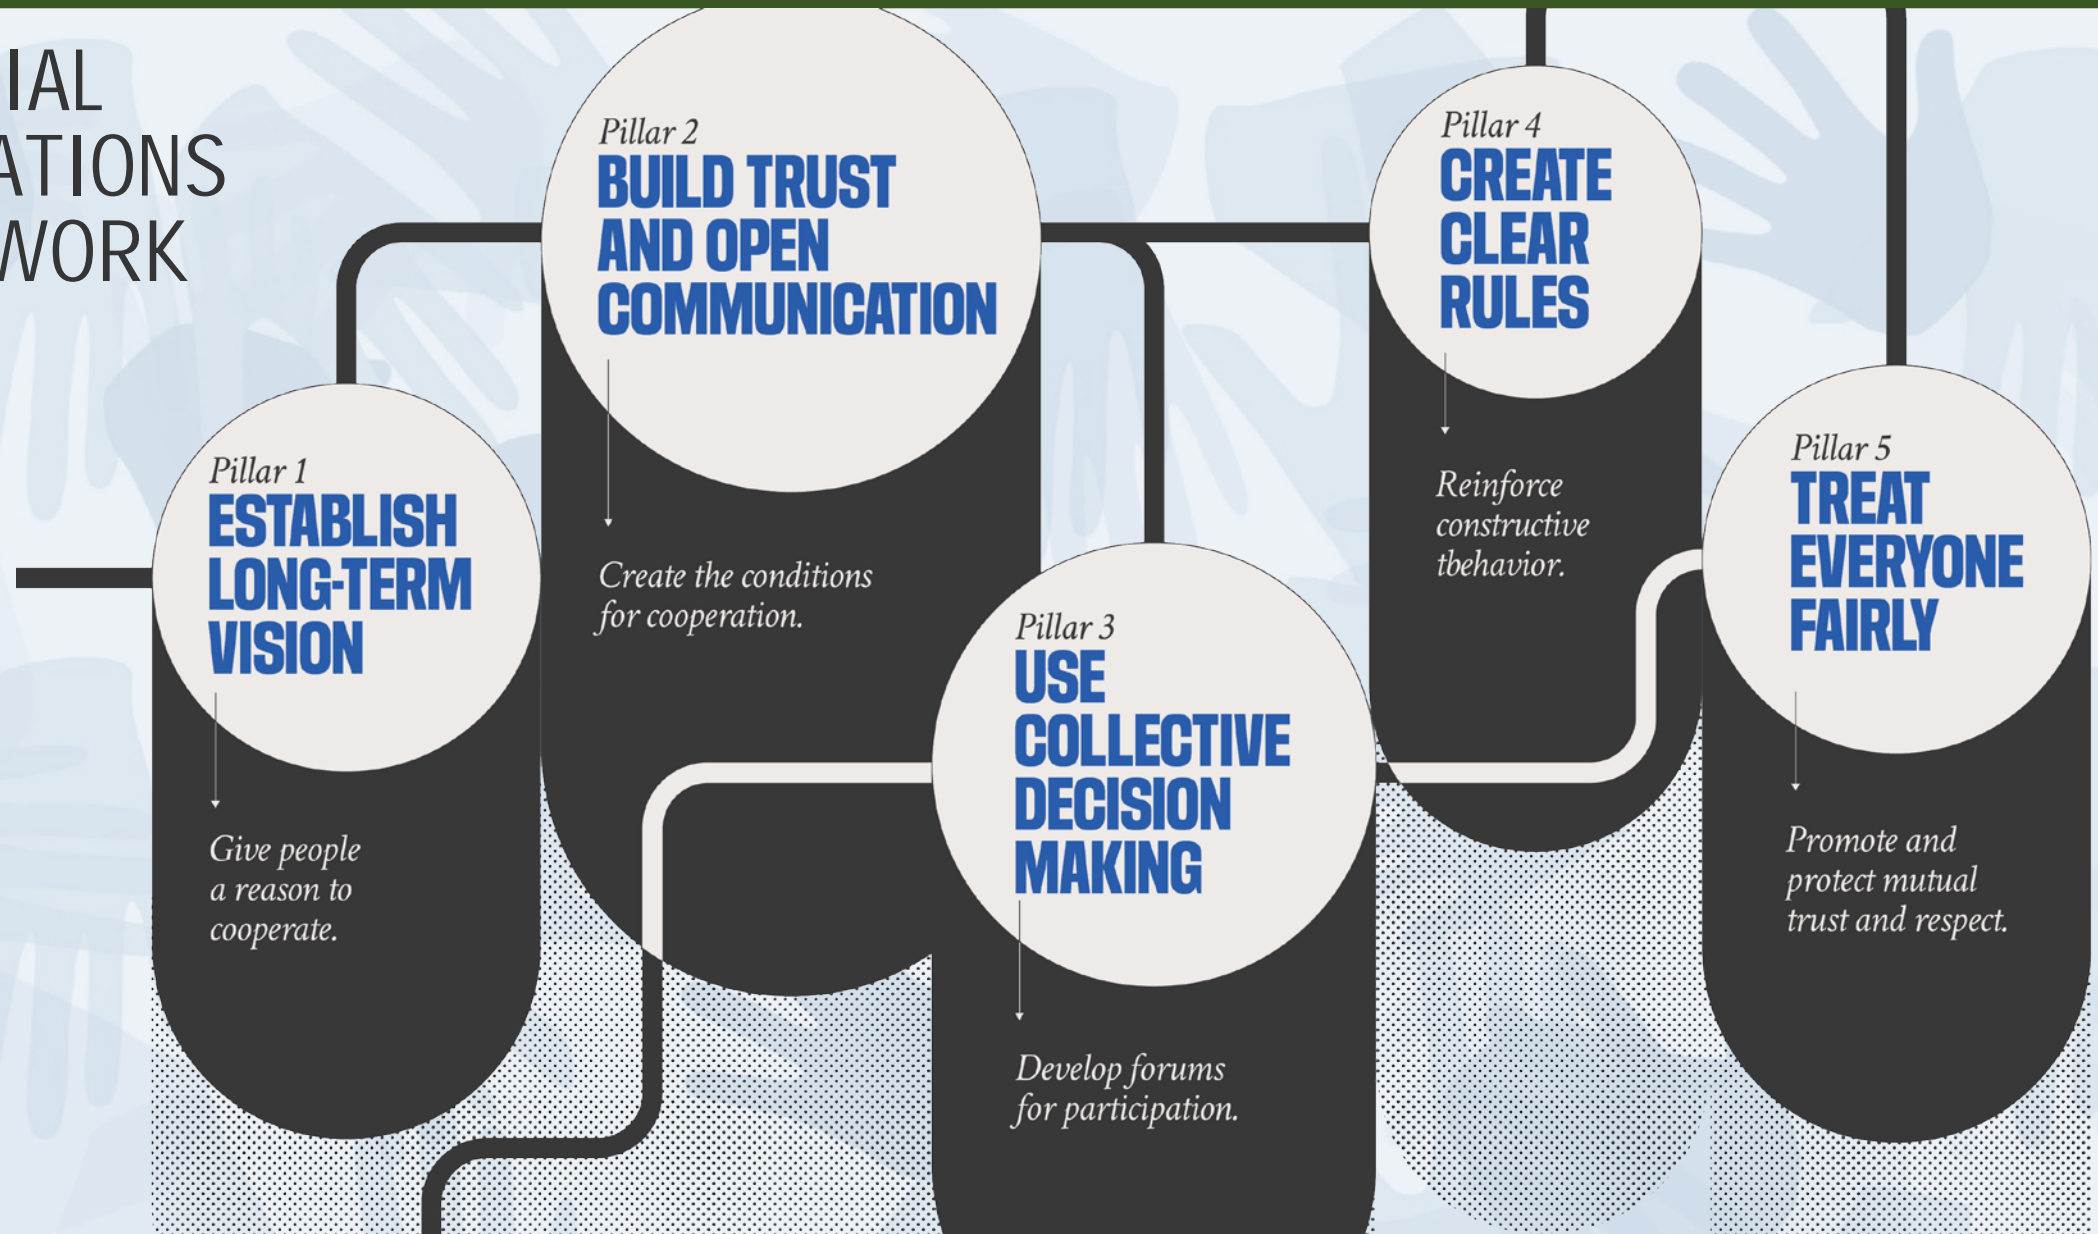 IAL
ATIONS
WORK
Pillar 1
ESTABLISH
LONG-TERM
VISION
Give people
a reason to
cooperate.
Pillar 2
BUILD TRUST
AND OPEN
COMMUNICATION
Create the conditions
for cooperation.
Pillar 3
USE
COLLECTIVE
DECISION
MAKING
Develop forums
for participation.
Pillar 4
CREATE
CLEAR
RULES
Reinforce
constructive
tbehavior.
Pillar 5
TREAT
EVERYONE
FAIRLY
Promote and
protect mutual
trust and respect.